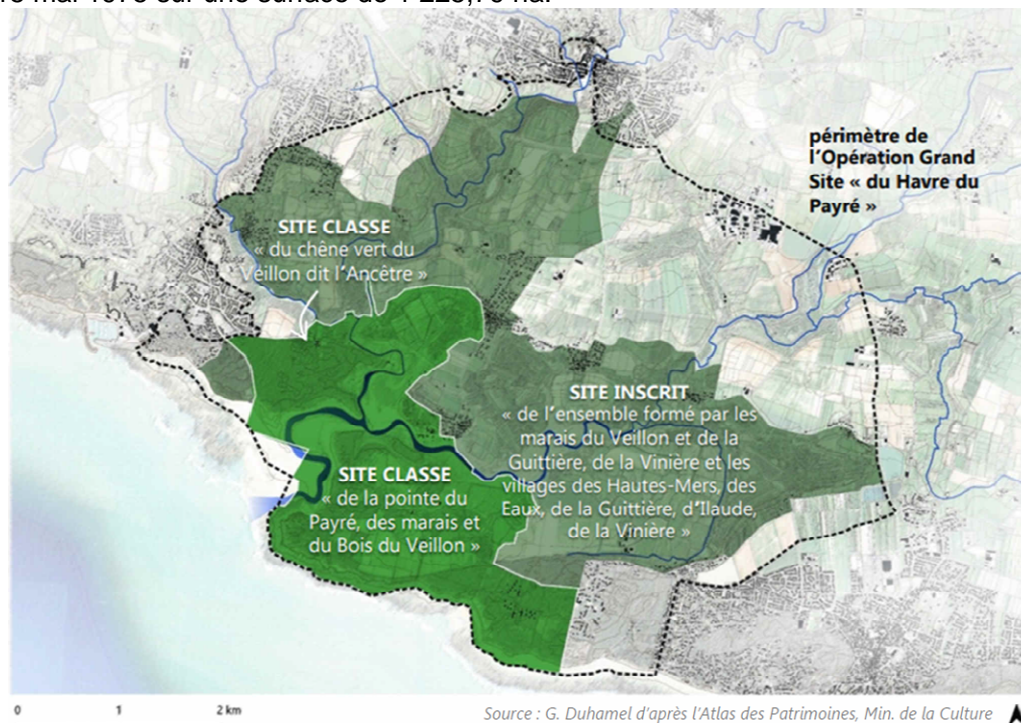 périmètre de
l'Opération Grand
Site « du Havre du
Payré »
SITE CLASSE
« du chêne vert du
Veillon dit l'Ancêtre »
SITE INSCRIT
« de l'ensemble formé par les
marais du Veillon et de la
Guittière, de la Vinière et les
villages des Hautes-Mers, des
Eaux, de la Guittière, d'Ilaude,
de la Vinière »
SITE CLASSE
« de la pointe du
Payré, des marais et
du Bois du Veillon »
0 1 2 km
Source : G. Duhamel d'après l'Atlas des Patrimoines, Min. de la Culture